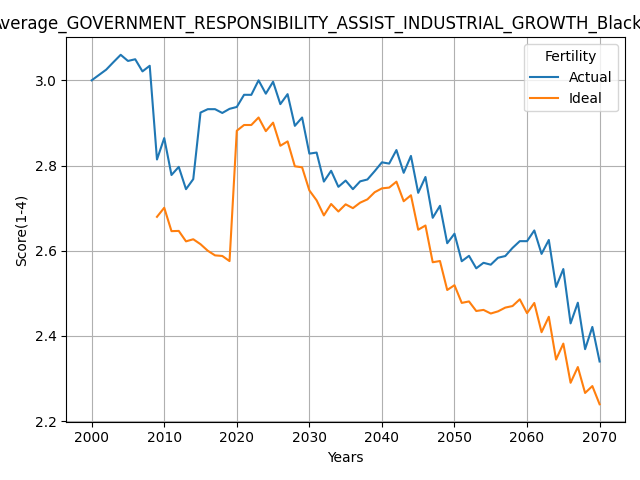 Average_GOVERNMENT_RESPONSIBILITY_ASSIST_INDUSTRIAL_GROWTH_Black
Fertility
Actual
Ideal
Score(1-4)
3.0
2.8
2.6
2.4
2.2
2000 2010 2020 2030 2040 2050 2060 2070
Years